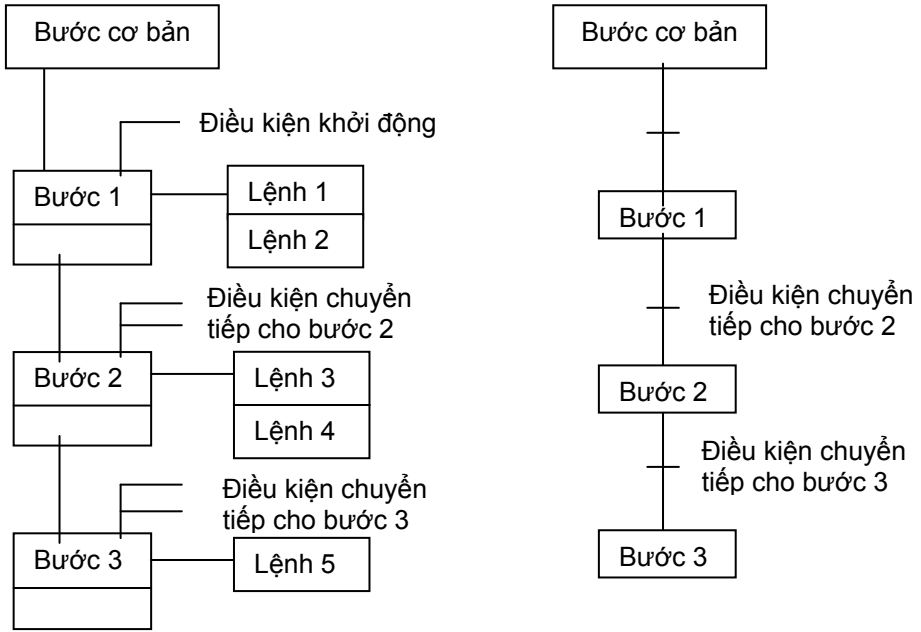 Bước cơ bản
Điều kiện khởi động
Bước 1
Lệnh 1
Lệnh 2
Điều kiện chuyển
tiếp cho bước 2
Bước 2
Lệnh 3
Lệnh 4
Điều kiện chuyển
tiếp cho bước 3
Bước 3
Lệnh 5
Bước cơ bản
Bước 1
Điều kiện chuyển
tiếp cho bước 2
Bước 2
Điều kiện chuyển
tiếp cho bước 3
Bước 3